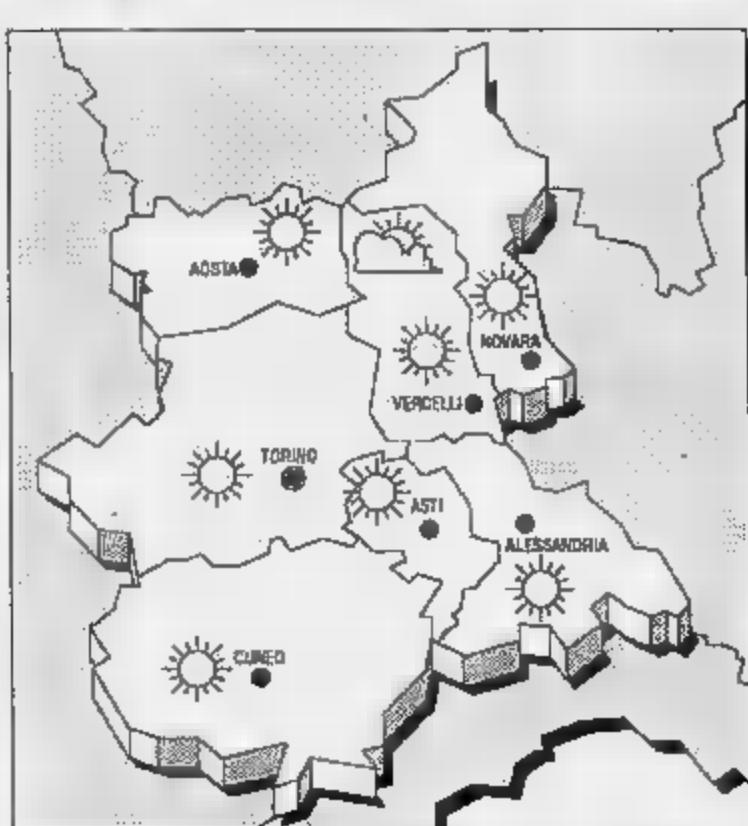 AOSTA
NOVARA
VERCELLI
TORINO
ASTI
ALESSANDRIA
CUNEO